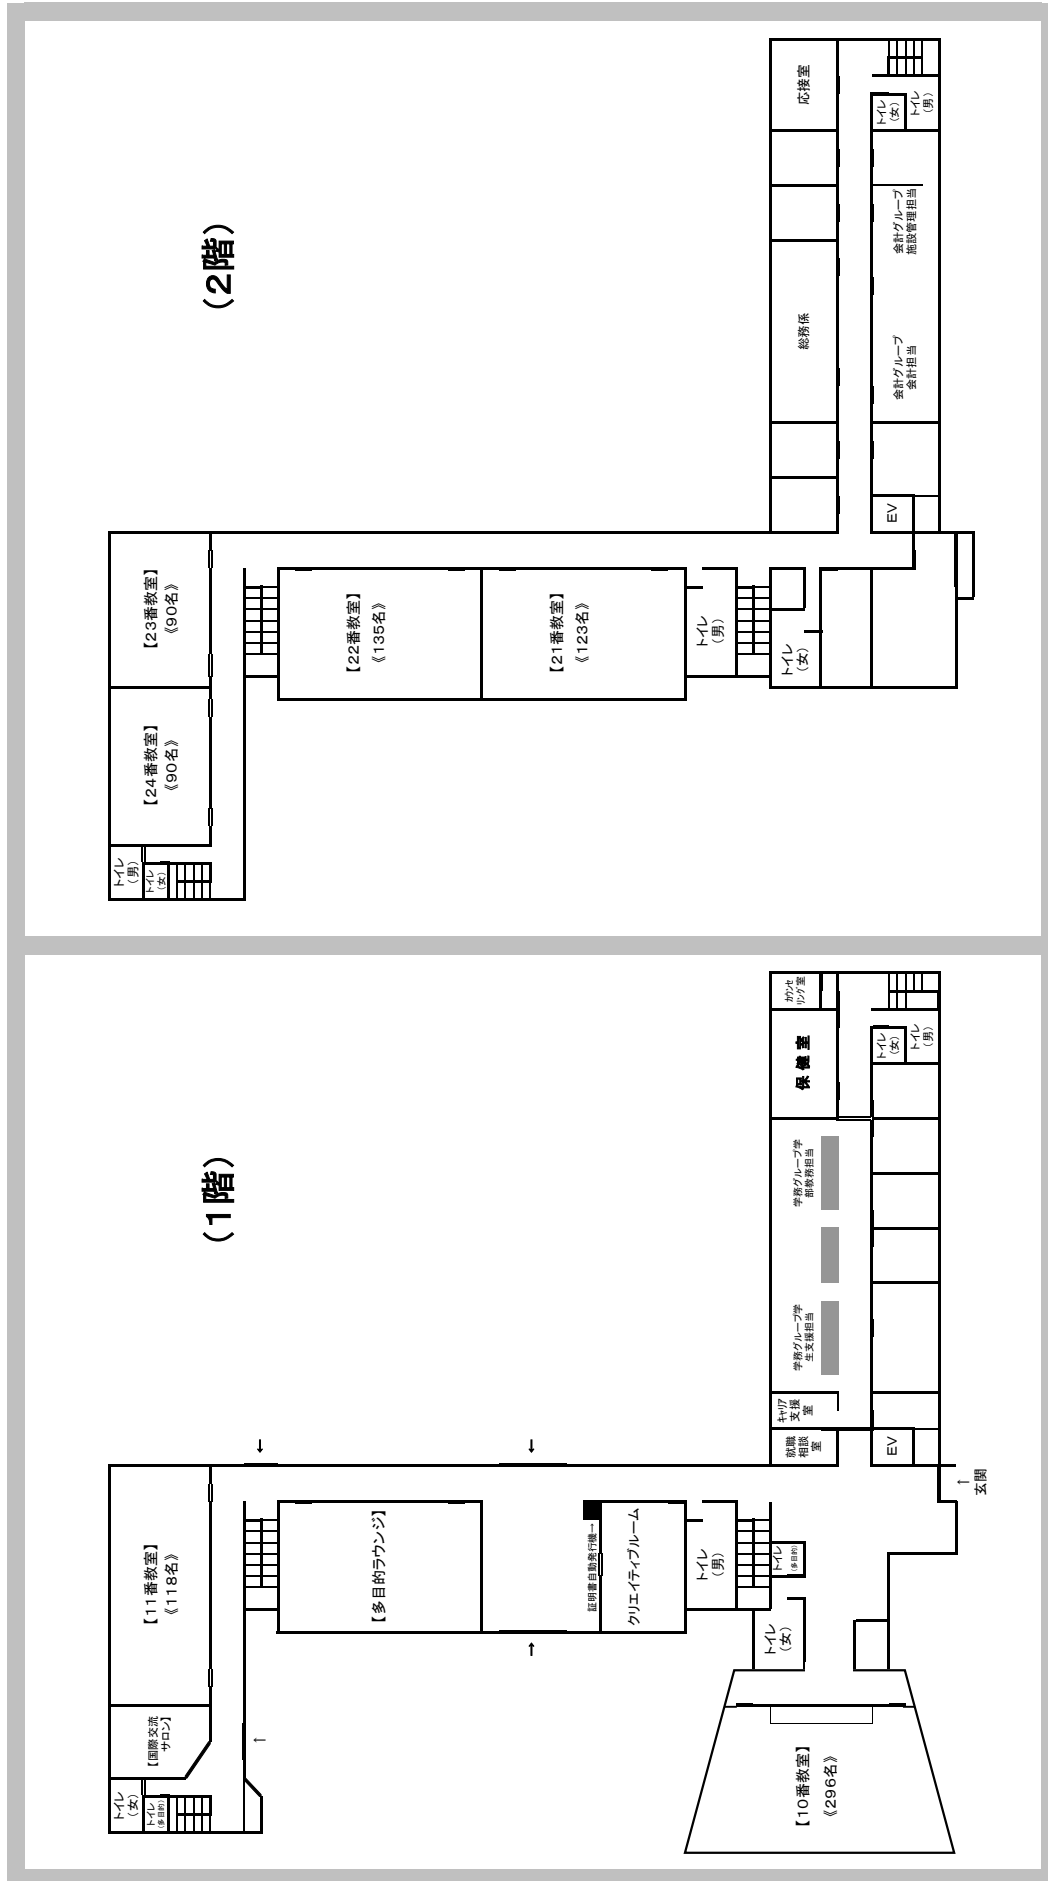 （2階）
応接室
トイレ
（女）
トイレ
（男）
会計グループ
施設管理担当
総務係
会計グループ
会計担当
EV
【23番教室】
《90名》
【22番教室】
《135名》
【21番教室】
《123名》
トイレ
（男）
トイレ
（女）
【24番教室】
《90名》
トイレ
（男）
トイレ
（女）
（1階）
カウンセ
リング室
保健室
トイレ
（女）
トイレ
（男）
学務グループ学
部教務担当
学務グループ学
生支援担当
キャリア
支援
室
就職
相談
室
EV
↑
玄関
←
←
【11番教室】
《118名》
【多目的ラウンジ】
証明書自動発行機→
クリエイティブルーム
トイレ
（男）
トイレ
（多目的）
トイレ
（女）
→
【国際交流
サロン】
↑
トイレ
（女）
トイレ
（多目的）
【10番教室】
《296名》